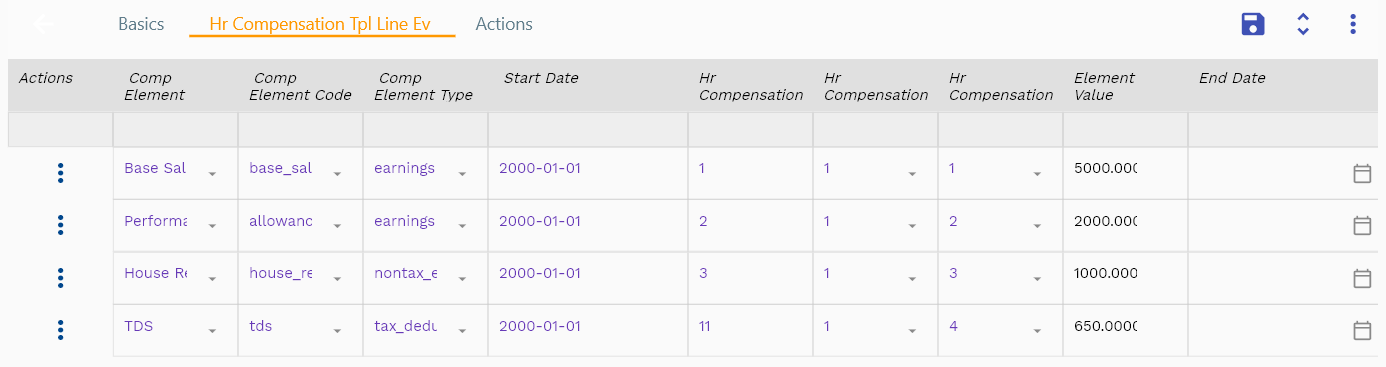 Basics Hr Compensation Tpl Line Ev Actions
Actions Comp Element Comp Element Code Comp Element Type Start Date Hr Compensation Hr Compensation Hr Compensation Element Value End Date
Base Sal base_sal earnings 2000-01-01 1 1 1 5000.000
Performa allowanc earnings 2000-01-01 2 1 2 2000.000
House Re house_re nontax_e 2000-01-01 3 1 3 1000.000
TDS tds tax_dedu 2000-01-01 11 1 4 650.0000